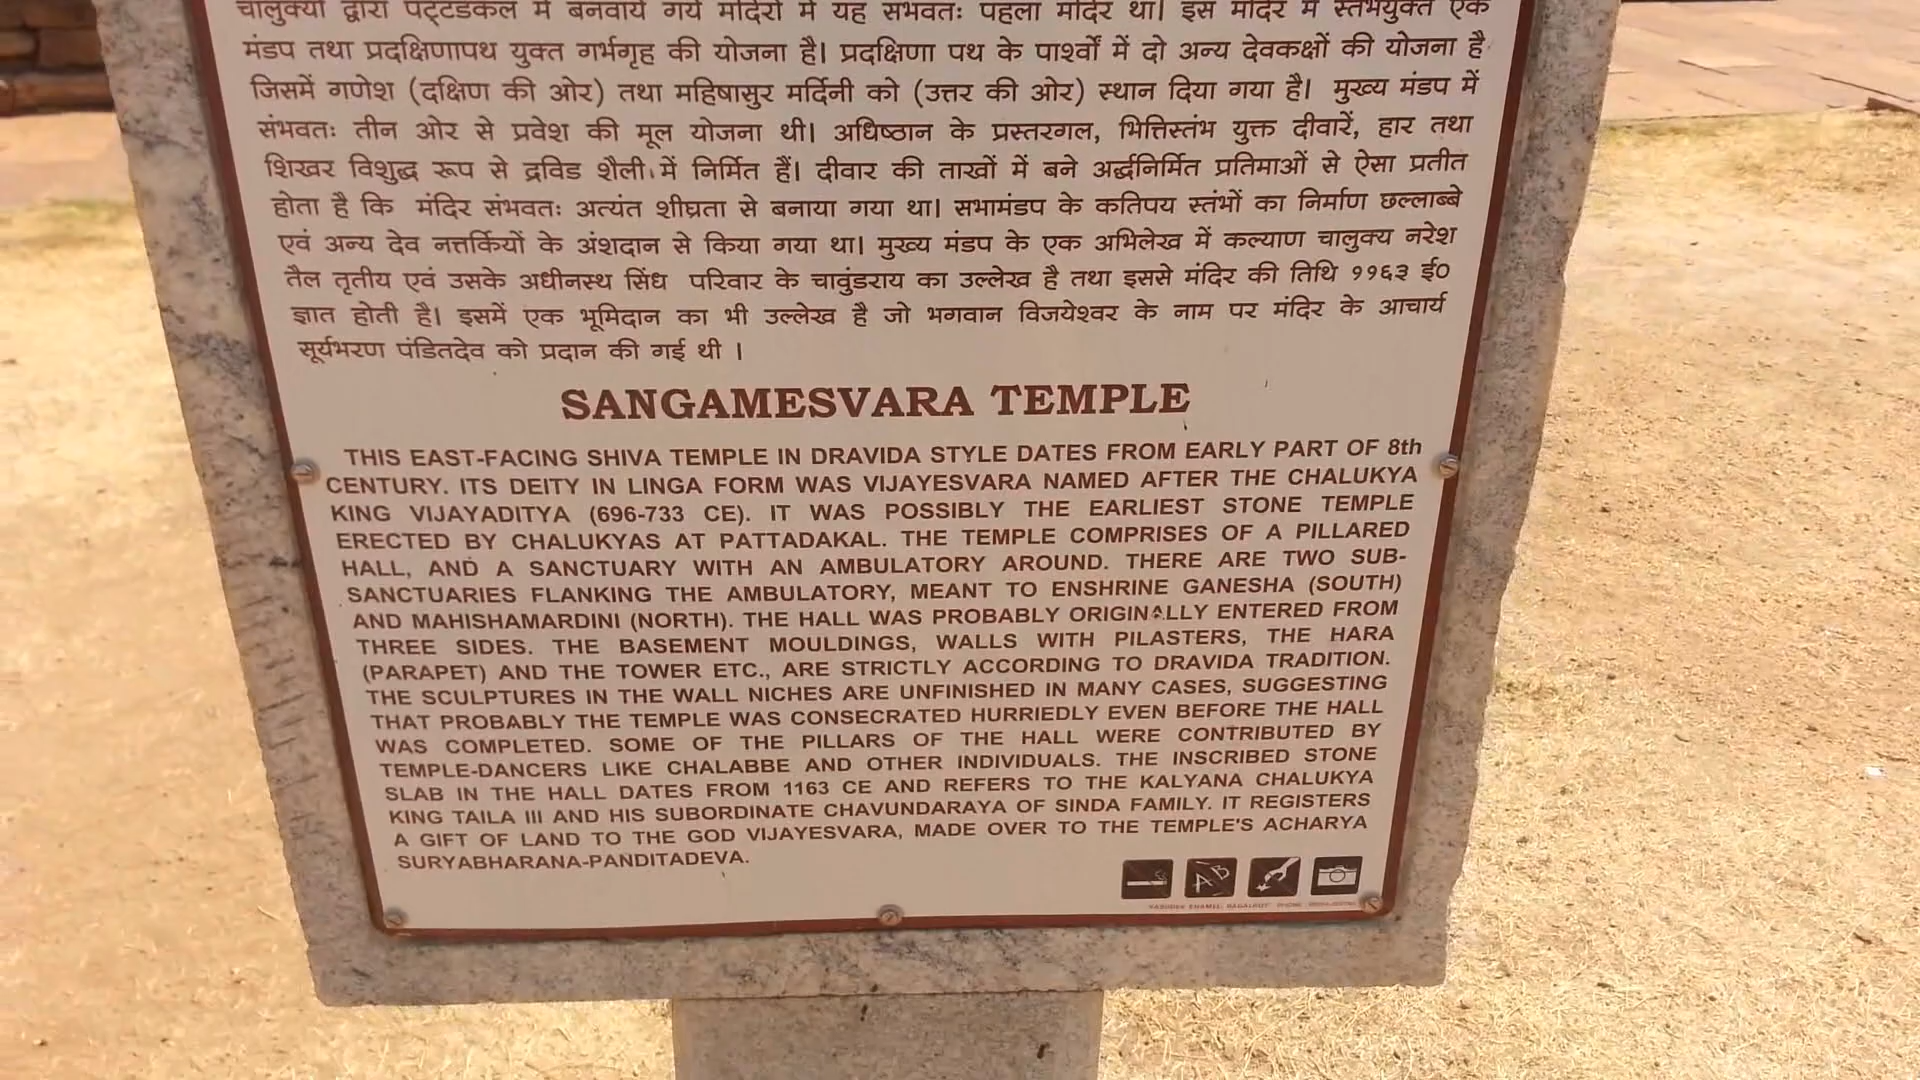 चालुक्यों द्वारा पट्टडकल में बनवाये गये मंदिरों में यह संभवतः पहला मंदिर था। इस मंदिर में स्तंभयुक्त एक
मंडप तथा प्रदक्षिणापथ युक्त गर्भगृह की योजना है। प्रदक्षिणा पथ के पार्श्वों में दो अन्य देवकक्षों की योजना है
जिसमें गणेश (दक्षिण की ओर) तथा महिषासुर मर्दिनी को (उत्तर की ओर) स्थान दिया गया है। मुख्य मंडप में
संभवतः तीन ओर से प्रवेश की मूल योजना थी। अधिष्ठान के प्रस्तरगल, भित्तिस्तंभ युक्त दीवारें, हार तथा
शिखर विशुद्ध रूप से द्रविड शैली में निर्मित हैं। दीवार की ताखों में बने अर्द्धनिर्मित प्रतिमाओं से ऐसा प्रतीत
होता है कि मंदिर संभवतः अत्यंत शीघ्रता से बनाया गया था। सभामंडप के कतिपय स्तंभों का निर्माण छल्लाब्बे
एवं अन्य देव नर्त्तकियों के अंशदान से किया गया था। मुख्य मंडप के एक अभिलेख में कल्याण चालुक्य नरेश
तैल तृतीय एवं उसके अधीनस्थ सिंध परिवार के चावुंडराय का उल्लेख है तथा इससे मंदिर की तिथि ११६३ ई०
ज्ञात होती है। इसमें एक भूमिदान का भी उल्लेख है जो भगवान विजयेश्वर के नाम पर मंदिर के आचार्य
सूर्यभरण पंडितदेव को प्रदान की गई थी ।
SANGAMESVARA TEMPLE
THIS EAST-FACING SHIVA TEMPLE IN DRAVIDA STYLE DATES FROM EARLY PART OF 8th
CENTURY. ITS DEITY IN LINGA FORM WAS VIJAYESVARA NAMED AFTER THE CHALUKYA
KING VIJAYADITYA (696-733 CE). IT WAS POSSIBLY THE EARLIEST STONE TEMPLE
ERECTED BY CHALUKYAS AT PATTADAKAL. THE TEMPLE COMPRISES OF A PILLARED
HALL, AND A SANCTUARY WITH AN AMBULATORY AROUND. THERE ARE TWO SUB-
SANCTUARIES FLANKING THE AMBULATORY, MEANT TO ENSHRINE GANESHA (SOUTH)
AND MAHISHAMARDINI (NORTH). THE HALL WAS PROBABLY ORIGINALLY ENTERED FROM
THREE SIDES. THE BASEMENT MOULDINGS, WALLS WITH PILASTERS, THE HARA
(PARAPET) AND THE TOWER ETC., ARE STRICTLY ACCORDING TO DRAVIDA TRADITION.
THE SCULPTURES IN THE WALL NICHES ARE UNFINISHED IN MANY CASES, SUGGESTING
THAT PROBABLY THE TEMPLE WAS CONSECRATED HURRIEDLY EVEN BEFORE THE HALL
WAS COMPLETED. SOME OF THE PILLARS OF THE HALL WERE CONTRIBUTED BY
TEMPLE-DANCERS LIKE CHALABBE AND OTHER INDIVIDUALS. THE INSCRIBED STONE
SLAB IN THE HALL DATES FROM 1163 CE AND REFERS TO THE KALYANA CHALUKYA
KING TAILA III AND HIS SUBORDINATE CHAVUNDARAYA OF SINDA FAMILY. IT REGISTERS
A GIFT OF LAND TO THE GOD VIJAYESVARA, MADE OVER TO THE TEMPLE'S ACHARYA
SURYABHARANA-PANDITADEVA.